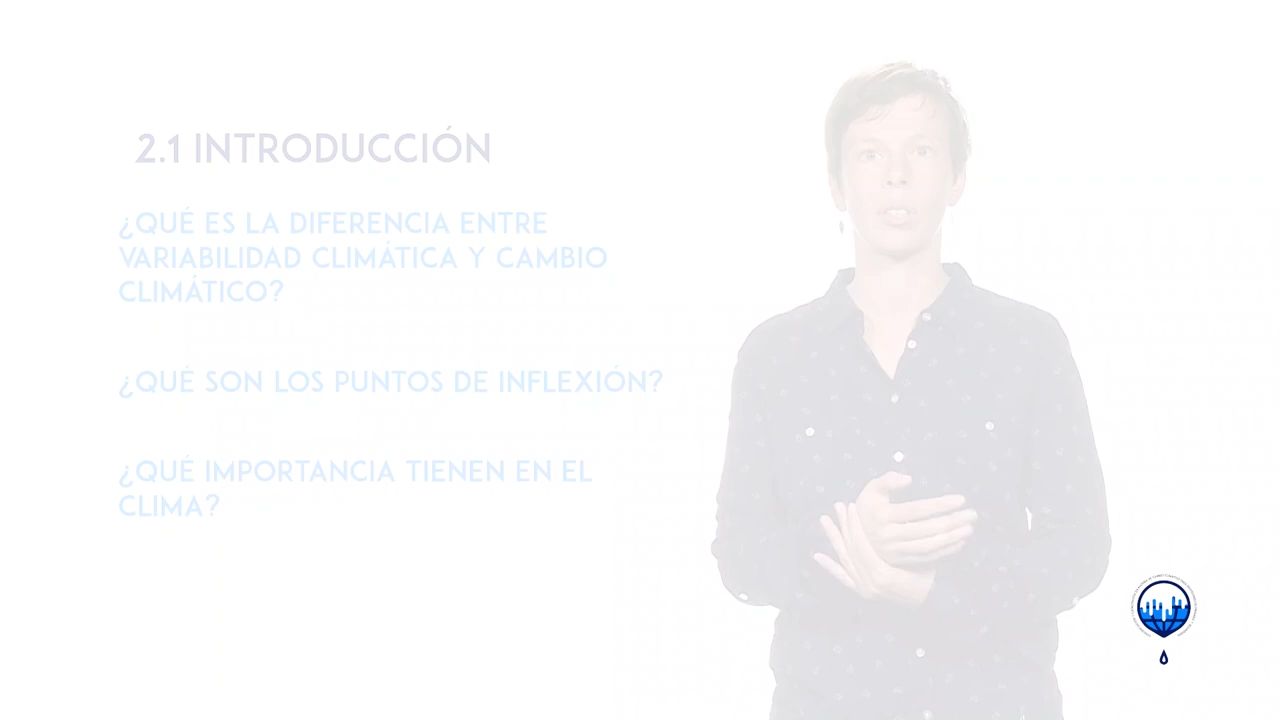 2.1 INTRODUCCIÓN
¿QUÉ ES LA DIFERENCIA ENTRE
VARIABILIDAD CLIMÁTICA Y CAMBIO
CLIMÁTICO?
¿QUÉ SON LOS PUNTOS DE INFLEXIÓN?
¿QUÉ IMPORTANCIA TIENEN EN EL
CLIMA?